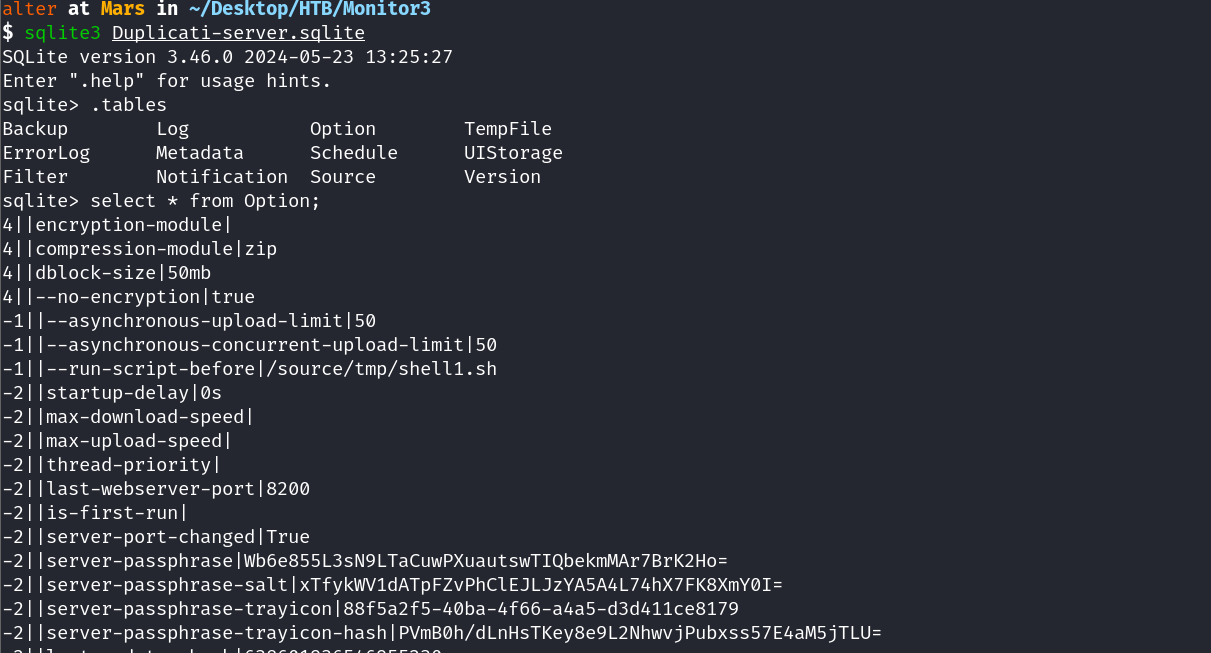 alter at Mars in ~/Desktop/HTB/Monitor3
$ sqlite3 Duplicati-server.sqlite
SQLite version 3.46.0 2024-05-23 13:25:27
Enter ".help" for usage hints.
sqlite> .tables
Backup        Log           Option        TempFile
ErrorLog      Metadata      Schedule      UIStorage
Filter        Notification  Source        Version
sqlite> select * from Option;
4||encryption-module|
4||compression-module|zip
4||dblock-size|50mb
4||--no-encryption|true
-1||--asynchronous-upload-limit|50
-1||--asynchronous-concurrent-upload-limit|50
-1||--run-script-before|/source/tmp/shell1.sh
-2||startup-delay|0s
-2||max-download-speed|
-2||max-upload-speed|
-2||thread-priority|
-2||last-webserver-port|8200
-2||is-first-run|
-2||server-port-changed|True
-2||server-passphrase|Wb6e855L3sN9LTaCuwPXuautswTIQbekmMAr7BrK2Ho=
-2||server-passphrase-salt|xTfykWV1dATpFZvPhClEJLJzYA5A4L74hX7FK8XmY0I=
-2||server-passphrase-trayicon|88f5a2f5-40ba-4f66-a4a5-d3d411ce8179
-2||server-passphrase-trayicon-hash|PVmB0h/dLnHsTKey8e9L2NhwvjPubxss57E4aM5jTLU=